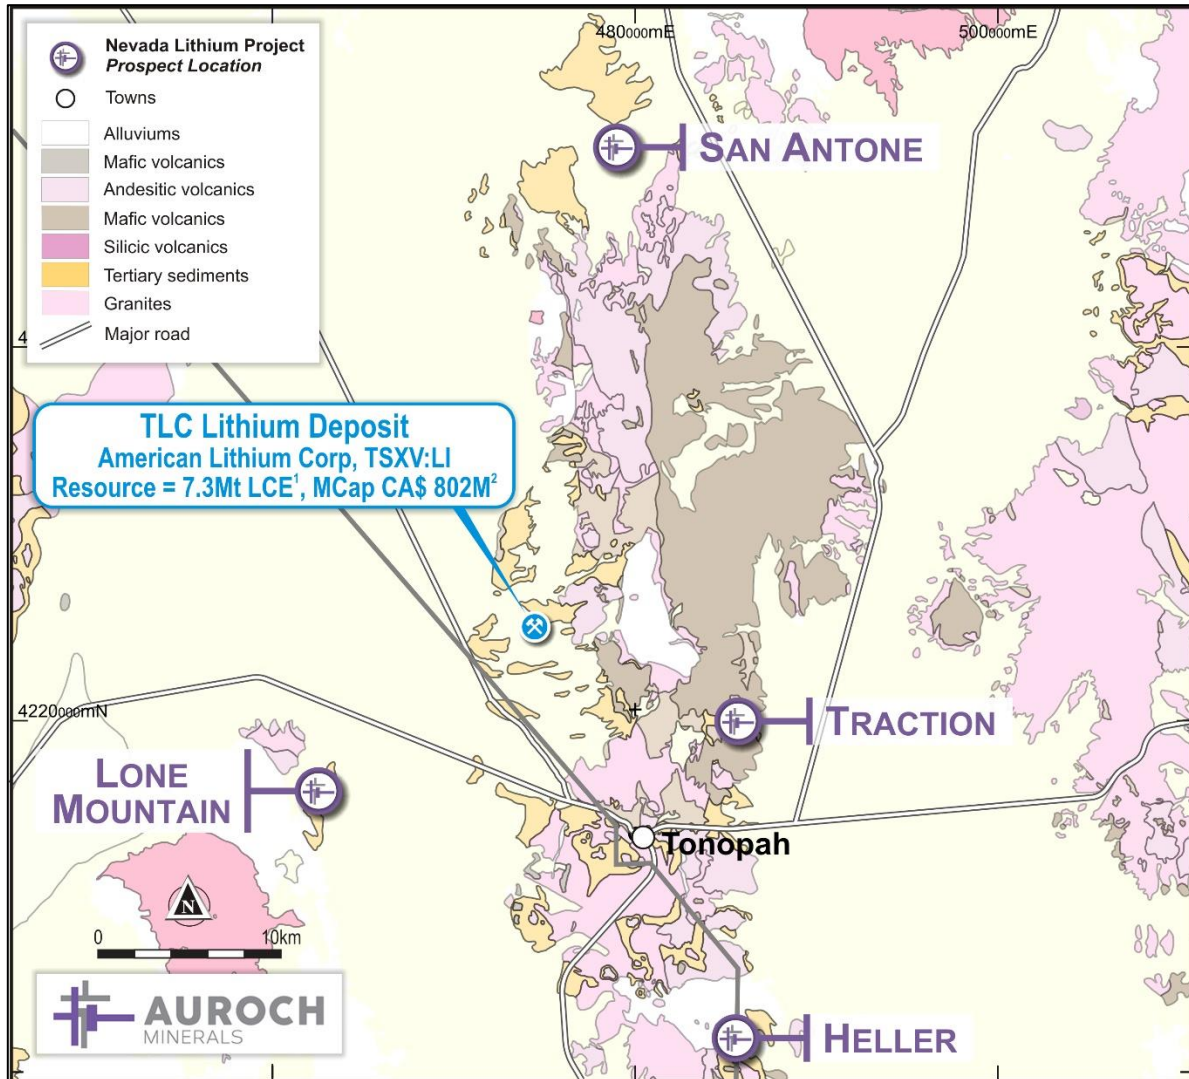 480000mE
500000mE
Nevada Lithium Project
Prospect Location
Towns
Alluviums
Mafic volcanics
Andesitic volcanics
Mafic volcanics
Silicic volcanics
Tertiary sediments
Granites
Major road
SAN ANTONE
4
TLC Lithium Deposit
American Lithium Corp, TSXV:LI
Resource = 7.3Mt LCE¹, MCap CA$ 802M²
4220000mN
TRACTION
LONE
MOUNTAIN
Tonopah
N
0 10km
AUROCH
MINERALS
HELLER